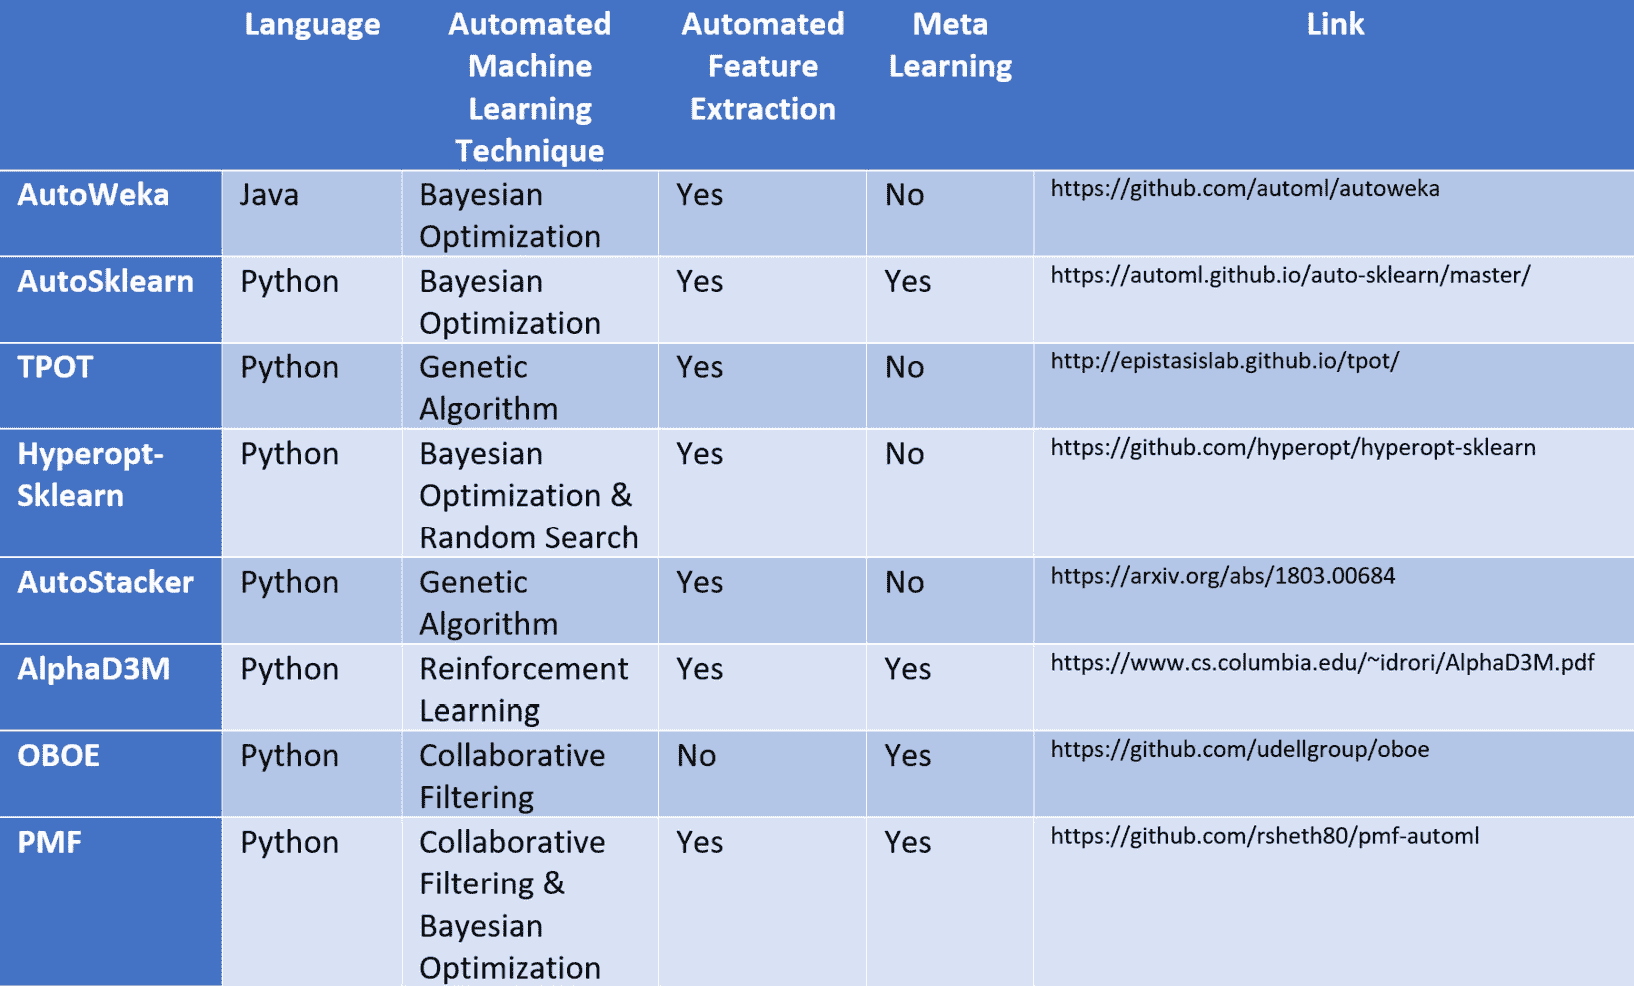 Language
Automated
Machine
Learning
Technique
Automated
Feature
Extraction
Meta
Learning
Link
AutoWeka
Java
Bayesian
Optimization
Yes
No
https://github.com/automl/autoweka
AutoSklearn
Python
Bayesian
Optimization
Yes
Yes
https://automl.github.io/auto-sklearn/master/
TPOT
Python
Genetic
Algorithm
Yes
No
http://epistasislab.github.io/tpot/
Hyperopt-
Sklearn
Python
Bayesian
Optimization &
Random Search
Yes
No
https://github.com/hyperopt/hyperopt-sklearn
AutoStacker
Python
Genetic
Algorithm
Yes
No
https://arxiv.org/abs/1803.00684
AlphaD3M
Python
Reinforcement
Learning
Yes
Yes
https://www.cs.columbia.edu/~idrori/AlphaD3M.pdf
OBOE
Python
Collaborative
Filtering
No
Yes
https://github.com/udellgroup/oboe
PMF
Python
Collaborative
Filtering &
Bayesian
Optimization
Yes
Yes
https://github.com/rsheth80/pmf-automl